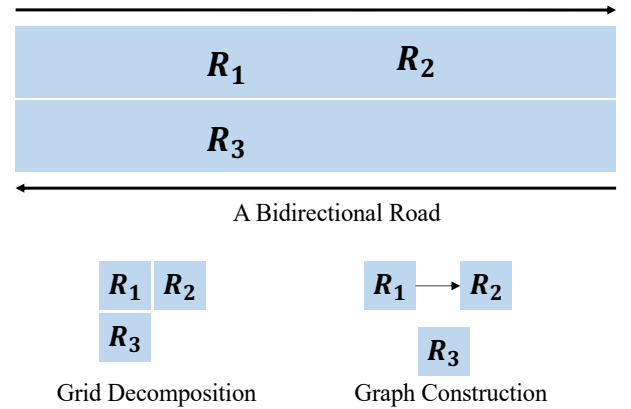 R₁ R₂
R₃
A Bidirectional Road
R₁ R₂
R₃
Grid Decomposition
R₁ R₂
R₃
Graph Construction